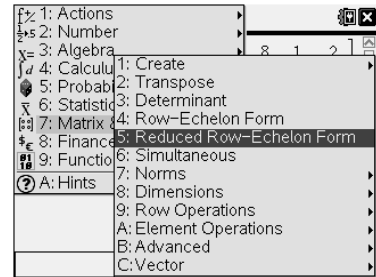 1: Actions
2: Number
3: Algebra
8 1 2
4: Calculu
5: Probabi
6: Statistic
7: Matrix &
8: Finance
9: Functio
A: Hints
1: Create
2: Transpose
3: Determinant
4: Row-Echelon Form
5: Reduced Row-Echelon Form
6: Simultaneous
7: Norms
8: Dimensions
9: Row Operations
A: Element Operations
B: Advanced
C: Vector